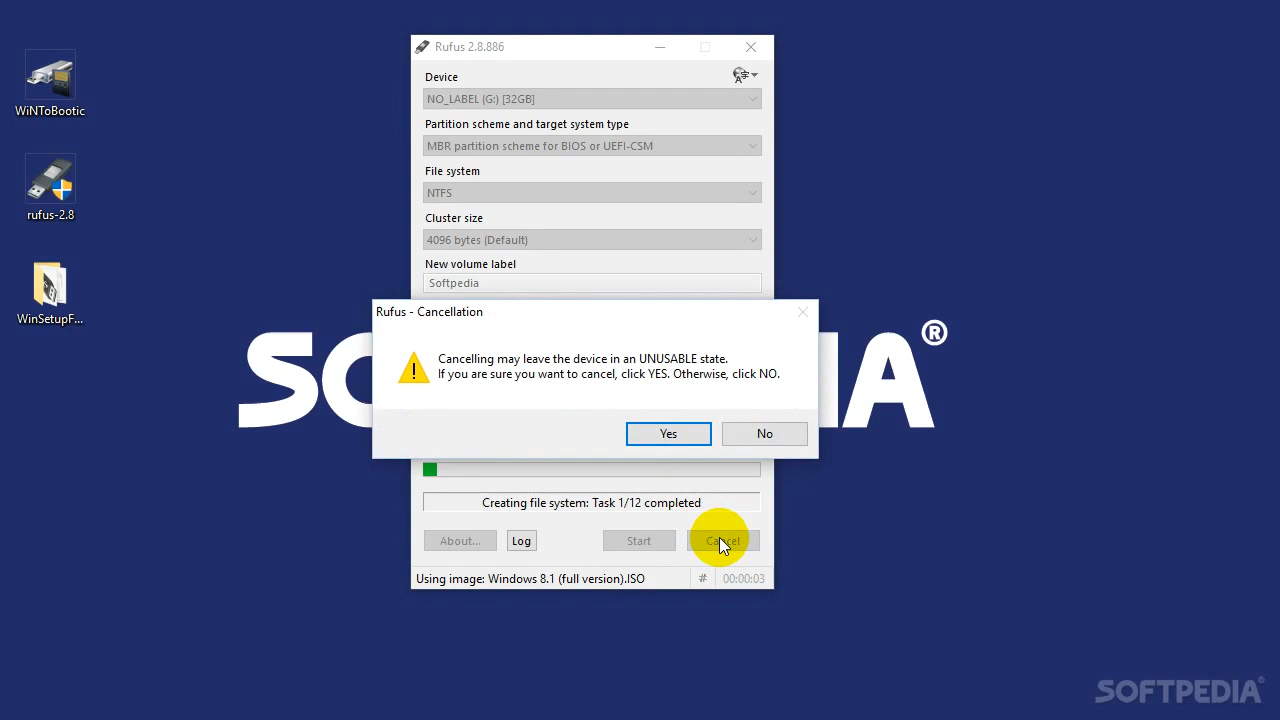 WiNToBootic
rufus-2.8
WinSetupF...
Rufus 2.8.886
Device
NO_LABEL (G:) [32GB]
Partition scheme and target system type
MBR partition scheme for BIOS or UEFI-CSM
File system
NTFS
Cluster size
4096 bytes (Default)
New volume label
Softpedia
Rufus - Cancellation
Cancelling may leave the device in an UNUSABLE state.
If you are sure you want to cancel, click YES. Otherwise, click NO.
Yes No
Creating file system: Task 1/12 completed
About... Log Start Cancel
Using image: Windows 8.1 (full version).ISO # 00:00:03
SOFTPEDIA®